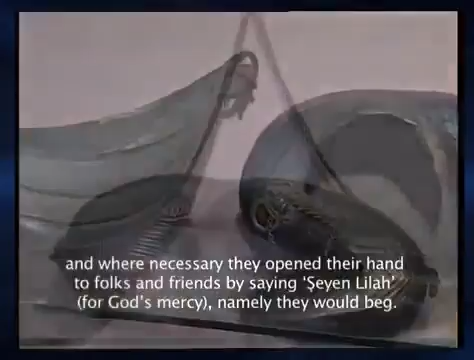 and where necessary they opened their hand
to folks and friends by saying ‘Şeyen Lilah’
(for God's mercy), namely they would beg.